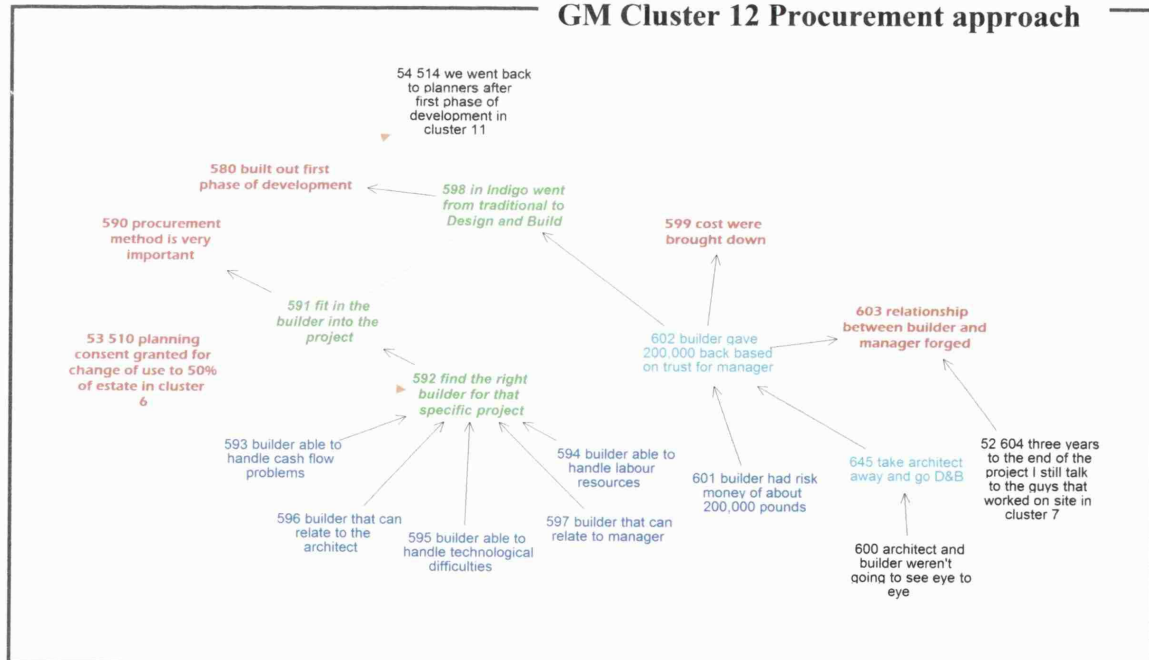 GM Cluster 12 Procurement approach
54 514 we went back
to planners after
first phase of
development in
cluster 11
580 built out first
phase of development
598 in Indigo went
from traditional to
Design and Build
590 procurement
method is very
important
599 cost were
brought down
591 fit in the
builder into the
project
603 relationship
between builder and
manager forged
53 510 planning
consent granted for
change of use to 50%
of estate in cluster
6
602 builder gave
200,000 back based
on trust for manager
592 find the right
builder for that
specific project
593 builder able to
handle cash flow
problems
594 builder able to
handle labour
resources
601 builder had risk
money of about
200,000 pounds
645 take architect
away and go D&B
52 604 three years
to the end of the
project I still talk
to the guys that
worked on site in
cluster 7
596 builder that can
relate to the
architect
595 builder able to
handle technological
difficulties
597 builder that can
relate to manager
600 architect and
builder weren't
going to see eye to
eye